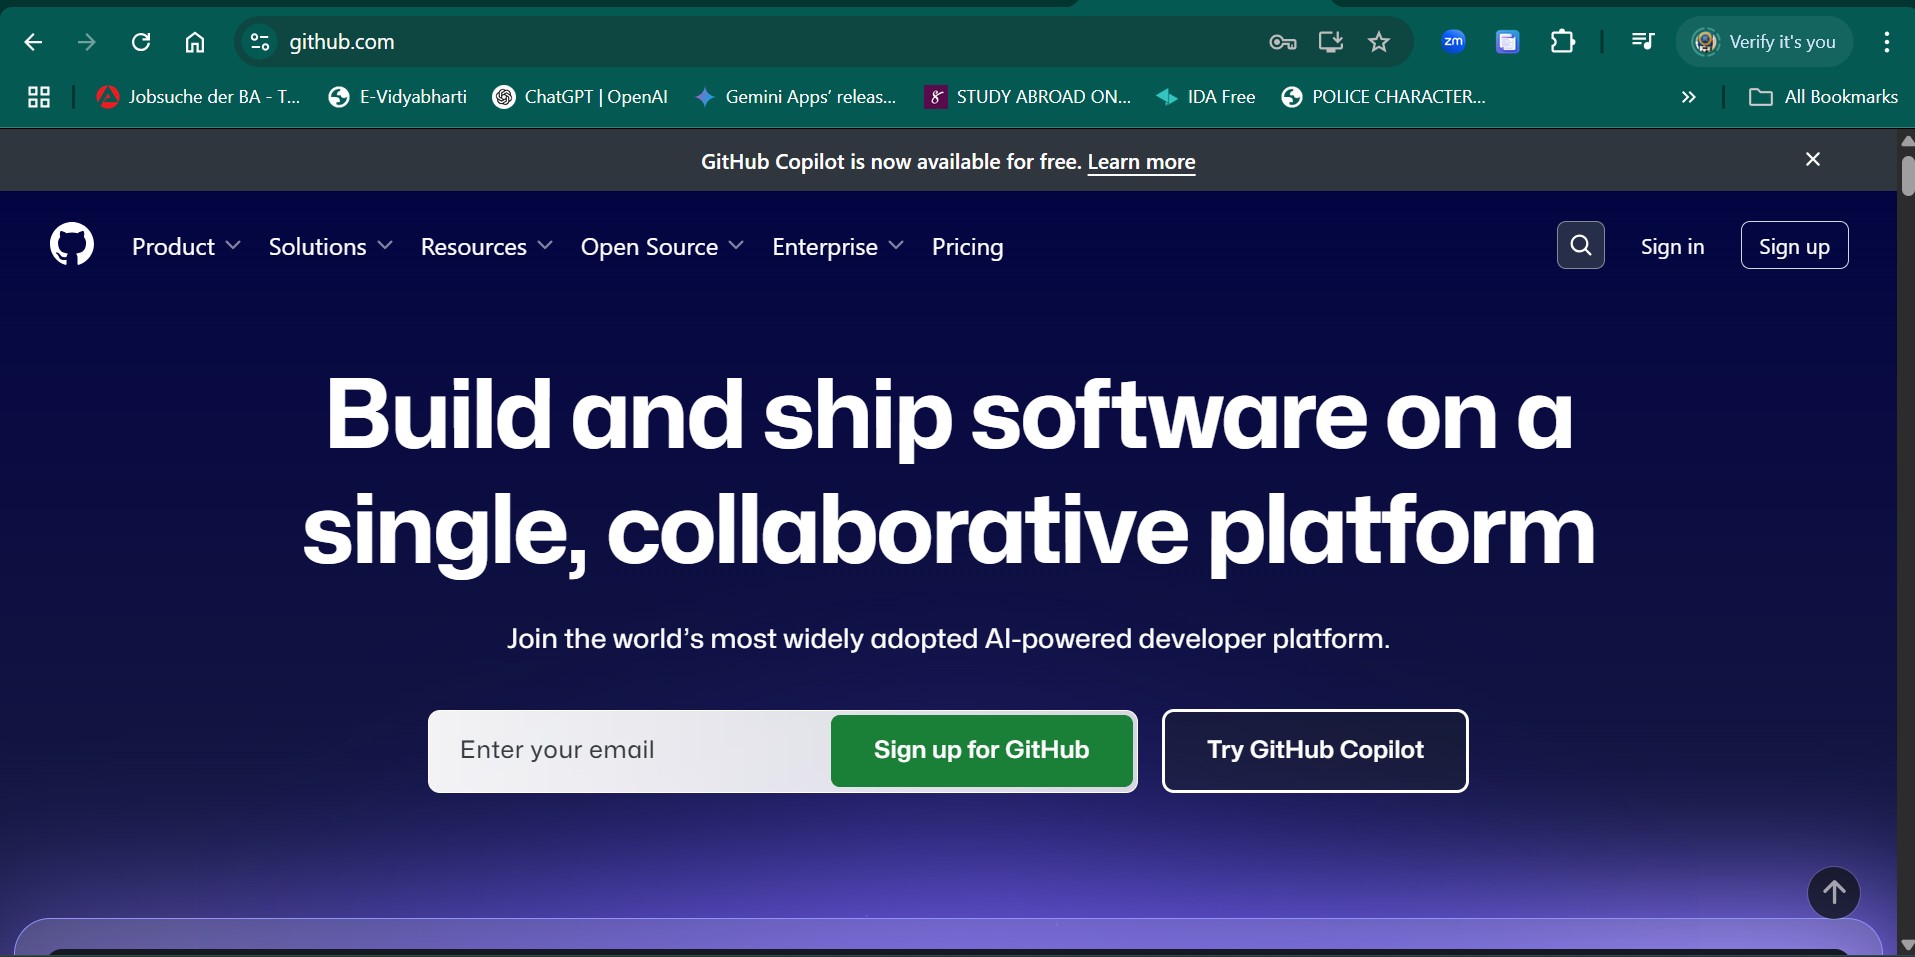 github.com
zm
Verify it's you
Jobsuche der BA - T...
E-Vidyabharti
ChatGPT | OpenAI
Gemini Apps’ releas...
STUDY ABROAD ON...
IDA Free
POLICE CHARACTER...
All Bookmarks
GitHub Copilot is now available for free. Learn more
Product
Solutions
Resources
Open Source
Enterprise
Pricing
Sign in
Sign up
Build and ship software on a
single, collaborative platform
Join the world’s most widely adopted AI-powered developer platform.
Enter your email
Sign up for GitHub
Try GitHub Copilot